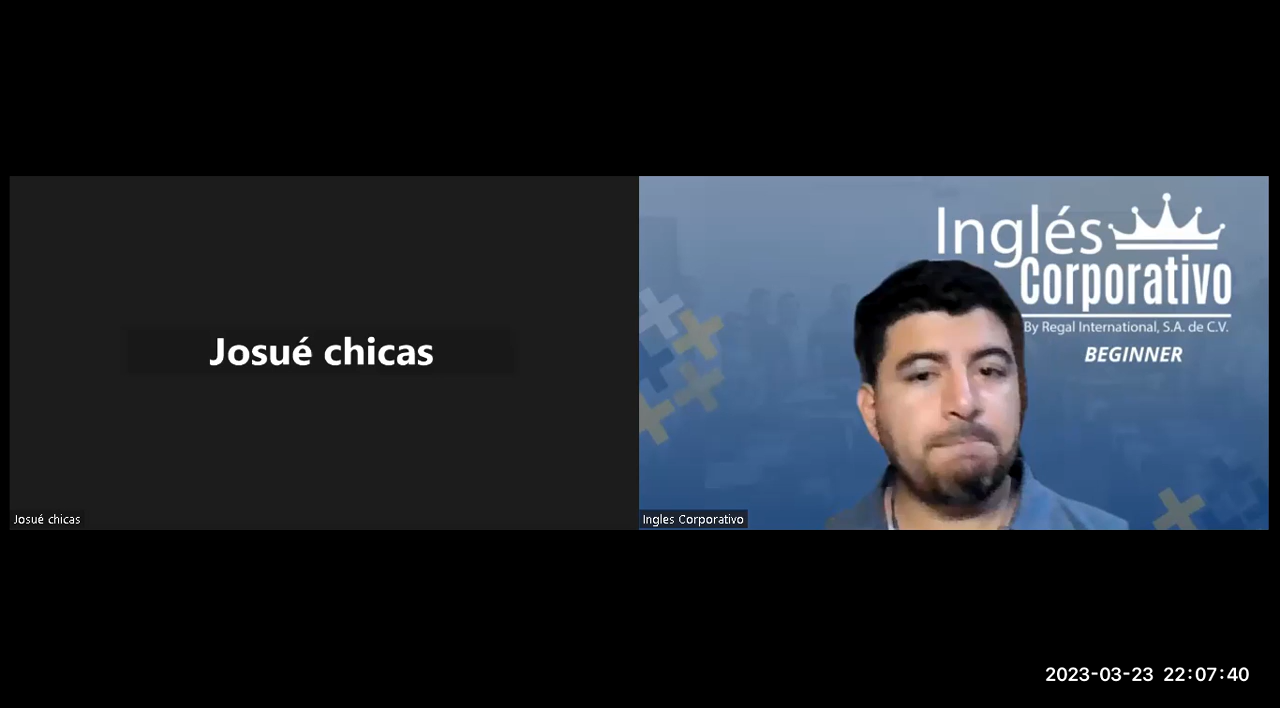 Josué chicas
Josué chicas
Inglés
Corporativo
By Regal International, S.A. de C.V.
BEGINNER
Ingles Corporativo
2023-03-23 22:07:40